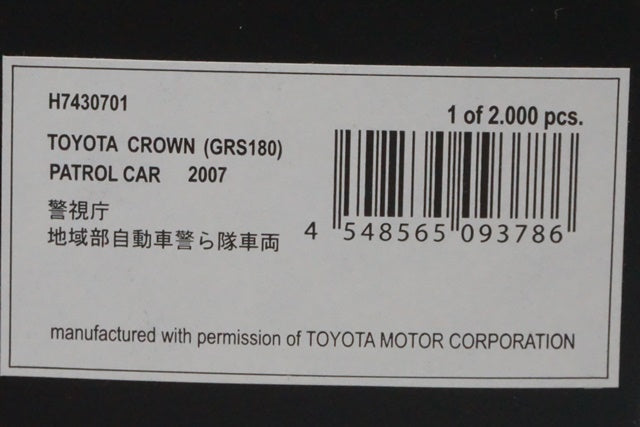 H7430701
1 of 2.000 pcs.
TOYOTA CROWN (GRS180)
PATROL CAR 2007
警視庁
地域部自動車警ら隊車両
4 548565 093786
manufactured with permission of TOYOTA MOTOR CORPORATION